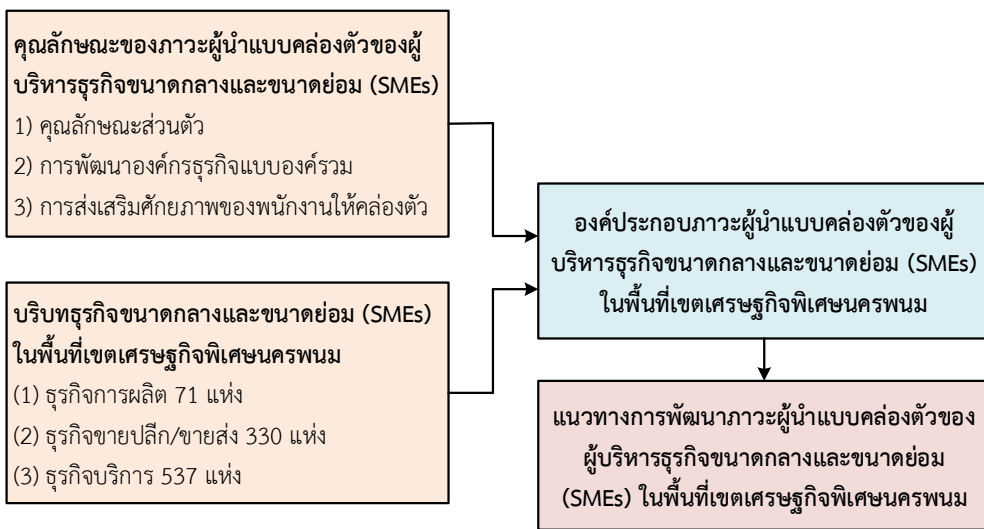 คุณลักษณะของภาวะผู้นำแบบคล่องตัวของผู้
บริหารธุรกิจขนาดกลางและขนาดย่อม (SMEs)
1) คุณลักษณะส่วนตัว
2) การพัฒนาองค์กรธุรกิจแบบองค์รวม
3) การส่งเสริมศักยภาพของพนักงานให้คล่องตัว
บริบทธุรกิจขนาดกลางและขนาดย่อม (SMEs)
ในพื้นที่เขตเศรษฐกิจพิเศษนครพนม
(1) ธุรกิจการผลิต 71 แห่ง
(2) ธุรกิจขายปลีก/ขายส่ง 330 แห่ง
(3) ธุรกิจบริการ 537 แห่ง
องค์ประกอบภาวะผู้นำแบบคล่องตัวของผู้
บริหารธุรกิจขนาดกลางและขนาดย่อม (SMEs)
ในพื้นที่เขตเศรษฐกิจพิเศษนครพนม
แนวทางการพัฒนาภาวะผู้นำแบบคล่องตัวของ
ผู้บริหารธุรกิจขนาดกลางและขนาดย่อม
(SMEs) ในพื้นที่เขตเศรษฐกิจพิเศษนครพนม